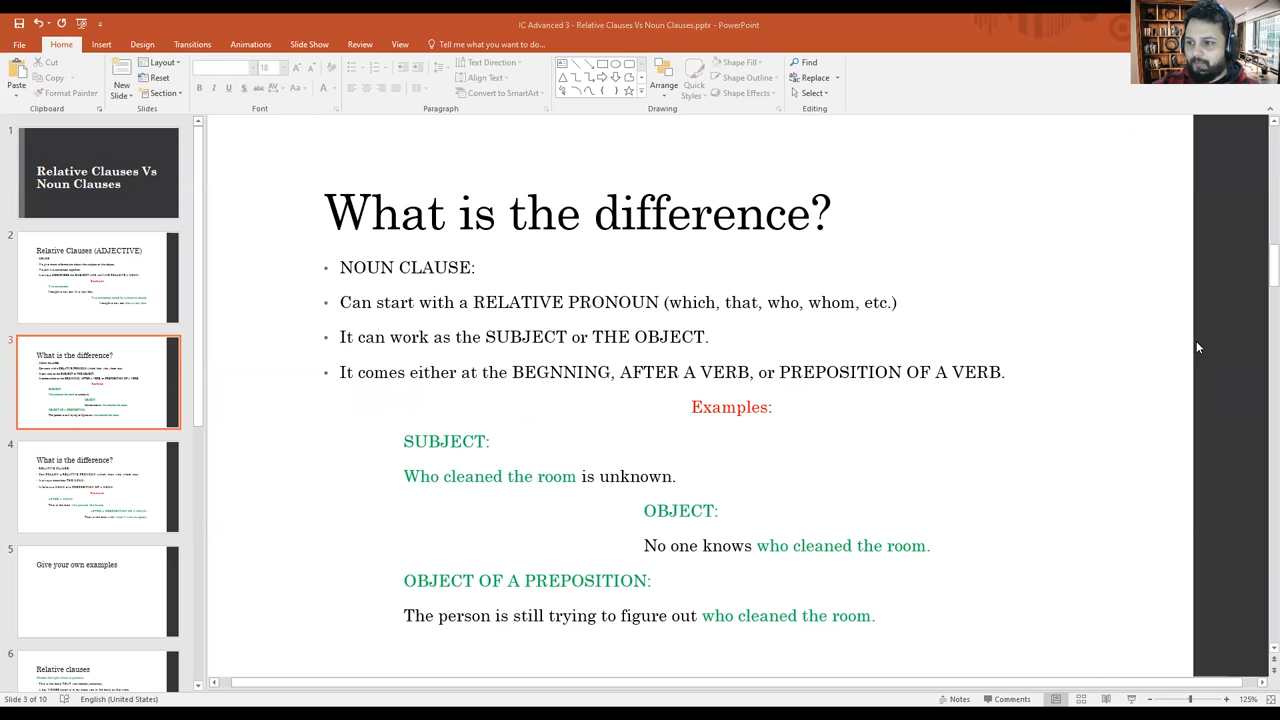 IC Advanced 3 - Relative Clauses Vs Noun Clauses.pptx - PowerPoint
File Home Insert Design Transitions Animations Slide Show Review View Tell me what you want to do...
Paste
Cut
Copy
Format Painter
Clipboard
New Slide
Layout
Reset
Section
Slides
18
Font
Text Direction
Align Text
Convert to SmartArt
Paragraph
Arrange
Quick Styles
Shape Fill
Shape Outline
Shape Effects
Drawing
Find
Replace
Select
Editing
1
Relative Clauses Vs
Noun Clauses
2
Relative Clauses (ADJECTIVE)
3
What is the difference?
4
What is the difference?
5
Give your own examples
6
Relative clauses
What is the difference?
• NOUN CLAUSE:
• Can start with a RELATIVE PRONOUN (which, that, who, whom, etc.)
• It can work as the SUBJECT or THE OBJECT.
• It comes either at the BEGNNING, AFTER A VERB, or PREPOSITION OF A VERB.
Examples:
SUBJECT:
Who cleaned the room is unknown.
OBJECT:
No one knows who cleaned the room.
OBJECT OF A PREPOSITION:
The person is still trying to figure out who cleaned the room.
Slide 3 of 10 English (United States) Notes Comments 125%